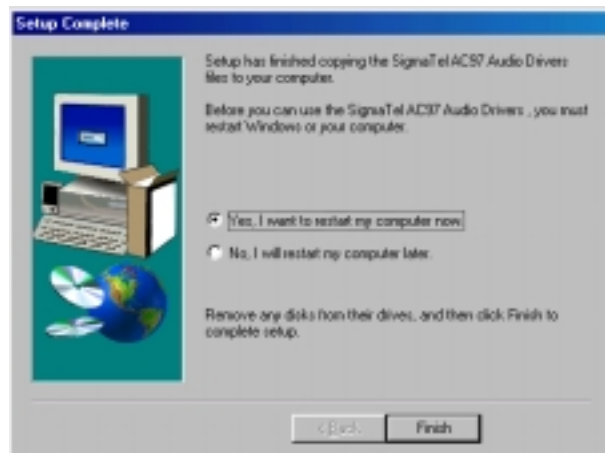 Setup Complete
Setup has finished copying the SigmaTel AC97 Audio Drivers
files to your computer.
Before you can use the SigmaTel AC97 Audio Drivers , you must
restart Windows or your computer.
Yes, I want to restart my computer now.
No, I will restart my computer later.
Remove any disks from their drives, and then click Finish to
complete setup.
< Back
Finish